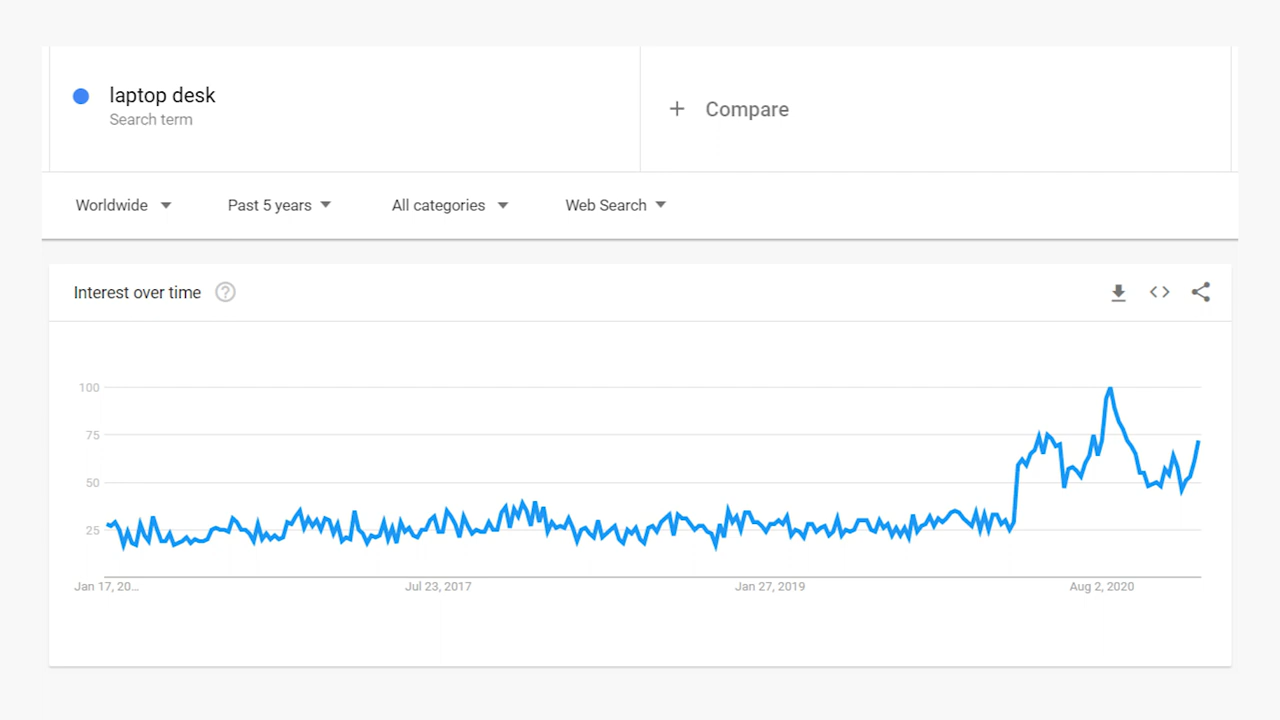 laptop desk
Search term
+ Compare
Worldwide
Past 5 years
All categories
Web Search
Interest over time
?
100
75
50
25
Jan 17, 20...
Jul 23, 2017
Jan 27, 2019
Aug 2, 2020